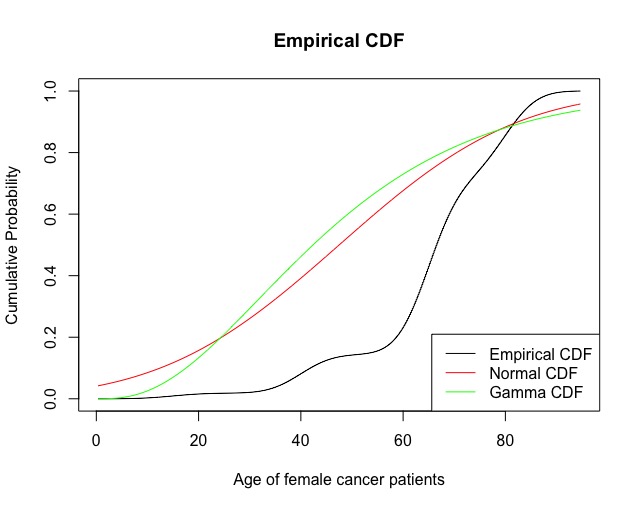 Empirical CDF
Cumulative Probability
1.0
0.8
0.6
0.4
0.2
0.0
Empirical CDF
Normal CDF
Gamma CDF
0 20 40 60 80
Age of female cancer patients